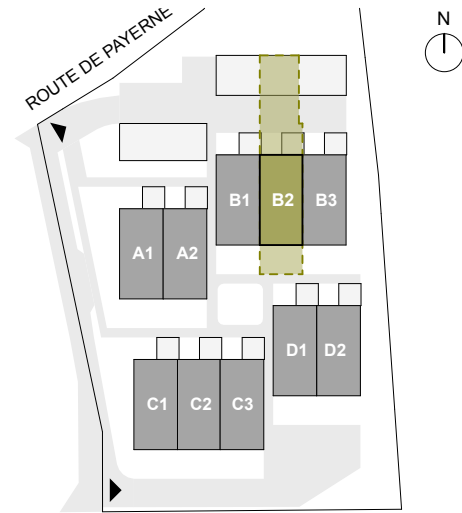 N
ROUTE DE PAYERNE
B1
B2
B3
A1
A2
D1
D2
C1
C2
C3